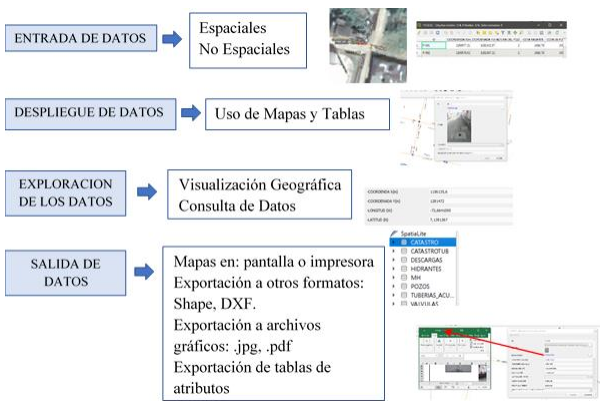 ENTRADA DE DATOS
Espaciales
No Espaciales
DESPLIEGUE DE DATOS
Uso de Mapas y Tablas
EXPLORACION
DE LOS DATOS
Visualización Geográfica
Consulta de Datos
COORDENADA X(m)
COORDENADA Y(m)
LONGITUD (W)
LATITUD (N)
SALIDA DE
DATOS
Mapas en: pantalla o impresora
Exportación a otros formatos:
Shape, DXF.
Exportación a archivos
gráficos: .jpg, .pdf
Exportación de tablas de
atributos
SpatiaLite
CATASTRO
CATASTROTUB
DESCARGAS
HIDRANTES
MH
POZOS
TUBERIAS_ACU...
VALVULAS